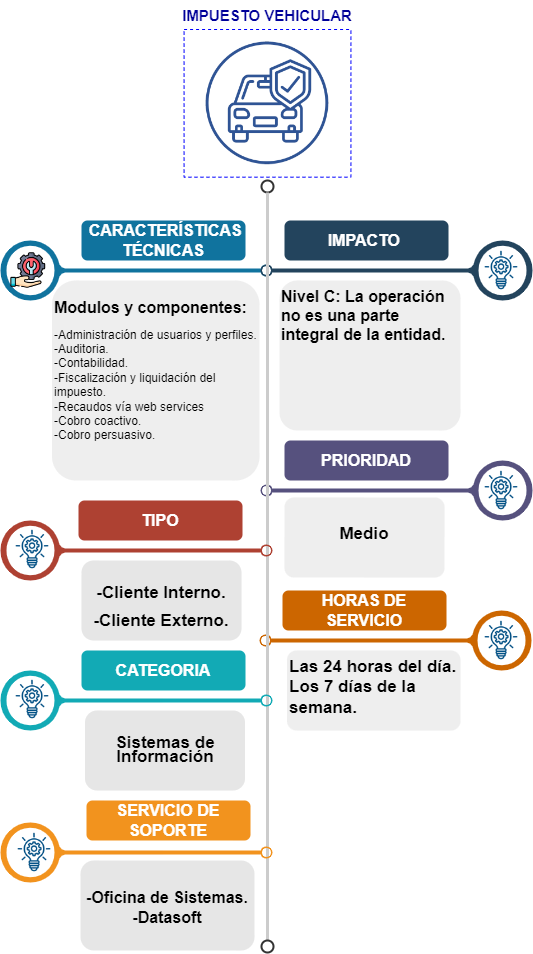 IMPUESTO VEHICULAR
CARACTERÍSTICAS
TÉCNICAS
Modulos y componentes:
-Administración de usuarios y perfiles.
-Auditoria.
-Contabilidad.
-Fiscalización y liquidación del
impuesto.
-Recaudos vía web services
-Cobro coactivo.
-Cobro persuasivo.
IMPACTO
Nivel C: La operación
no es una parte
integral de la entidad.
PRIORIDAD
Medio
TIPO
-Cliente Interno.
-Cliente Externo.
HORAS DE
SERVICIO
Las 24 horas del día.
Los 7 días de la
semana.
CATEGORIA
Sistemas de
Información
SERVICIO DE
SOPORTE
-Oficina de Sistemas.
-Datasoft